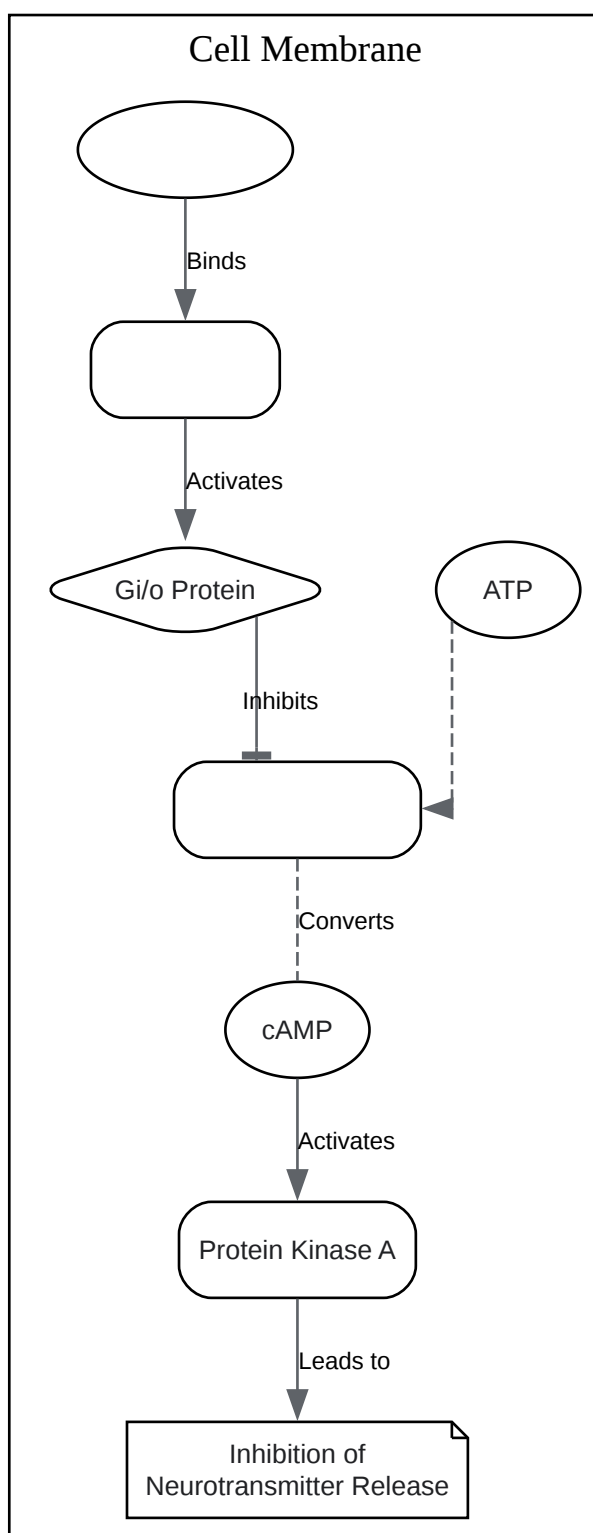 Cell Membrane
Binds
Activates
Gi/o Protein
ATP
Inhibits
Converts
cAMP
Activates
Protein Kinase A
Leads to
Inhibition of
Neurotransmitter Release